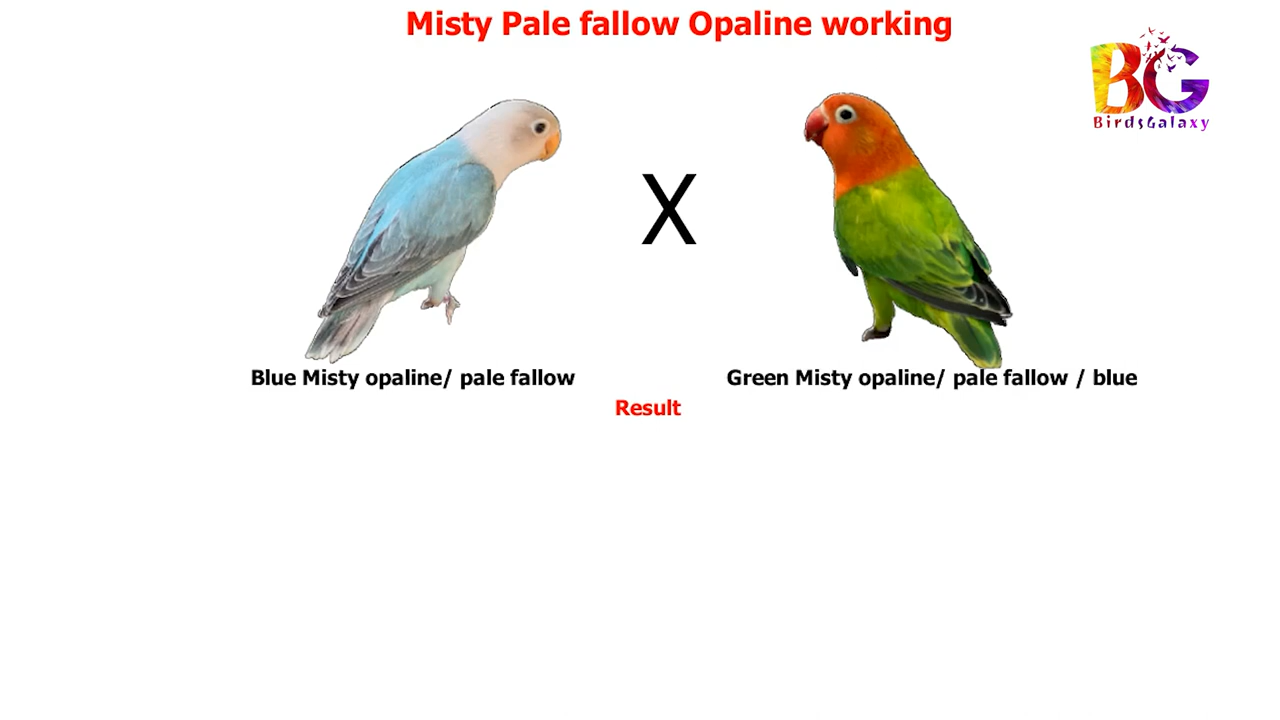 Misty Pale fallow Opaline working
BG
BirdsGalaxy
X
Blue Misty opaline/ pale fallow
Green Misty opaline/ pale fallow / blue
Result